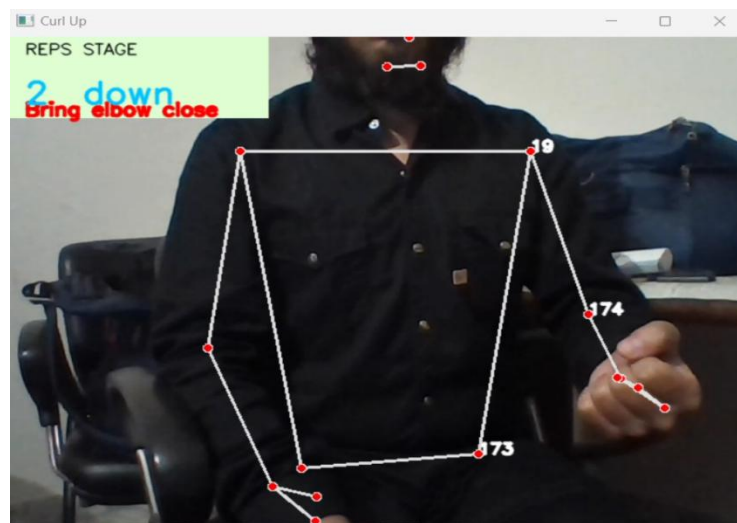 Curl Up
REPS STAGE
2 down
Bring elbow close
19
174
173